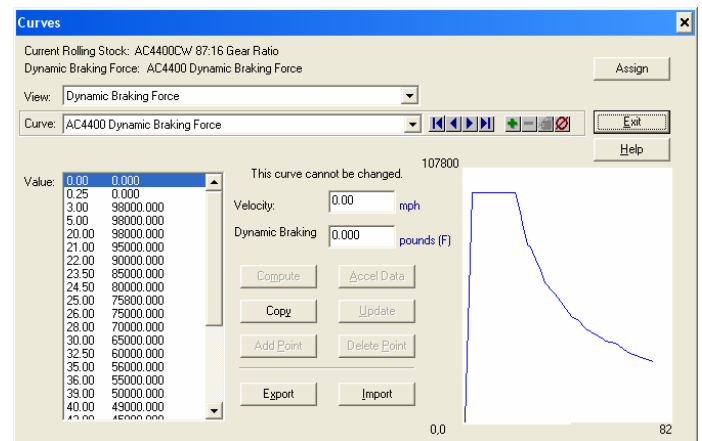 Curves
Current Rolling Stock: AC4400CW 87:16 Gear Ratio
Dynamic Braking Force: AC4400 Dynamic Braking Force
Assign
View: Dynamic Braking Force
Curve: AC4400 Dynamic Braking Force
Exit
Help
107800
This curve cannot be changed.
Value:
0.00 0.000
0.25 0.000
3.00 98000.000
5.00 98000.000
20.00 98000.000
21.00 95000.000
22.00 90000.000
23.50 85000.000
24.50 80000.000
25.00 75800.000
26.00 75000.000
28.00 70000.000
30.00 65000.000
32.50 60000.000
35.00 56000.000
36.00 55000.000
39.00 50000.000
40.00 49000.000
Velocity: 0.00 mph
Dynamic Braking 0.000 pounds (F)
Compute Accel Data
Copy Update
Add Point Delete Point
Export Import
0,0 82